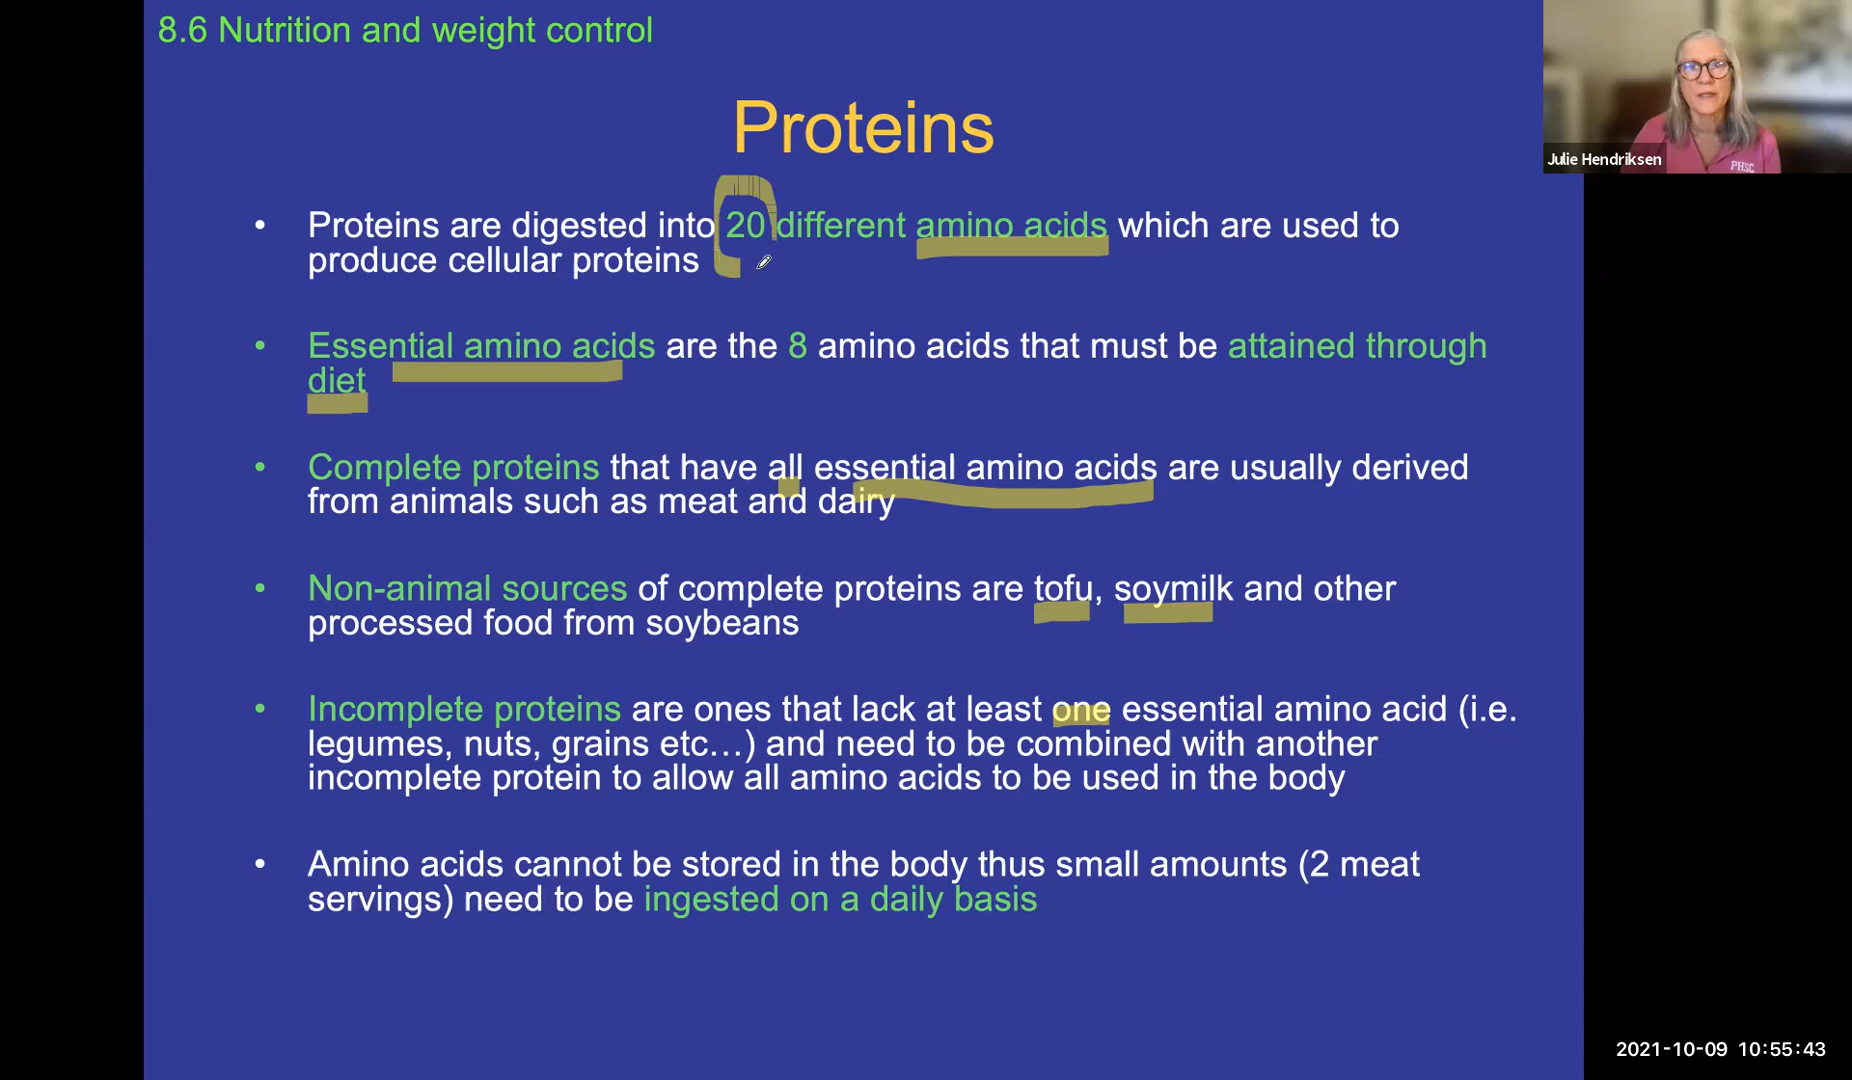 8.6 Nutrition and weight control
Proteins
Julie Hendriksen
PHSC
• Proteins are digested into 20 different amino acids which are used to
produce cellular proteins
• Essential amino acids are the 8 amino acids that must be attained through
diet
• Complete proteins that have all essential amino acids are usually derived
from animals such as meat and dairy
• Non-animal sources of complete proteins are tofu, soymilk and other
processed food from soybeans
• Incomplete proteins are ones that lack at least one essential amino acid (i.e.
legumes, nuts, grains etc…) and need to be combined with another
incomplete protein to allow all amino acids to be used in the body
• Amino acids cannot be stored in the body thus small amounts (2 meat
servings) need to be ingested on a daily basis
2021-10-09 10:55:43